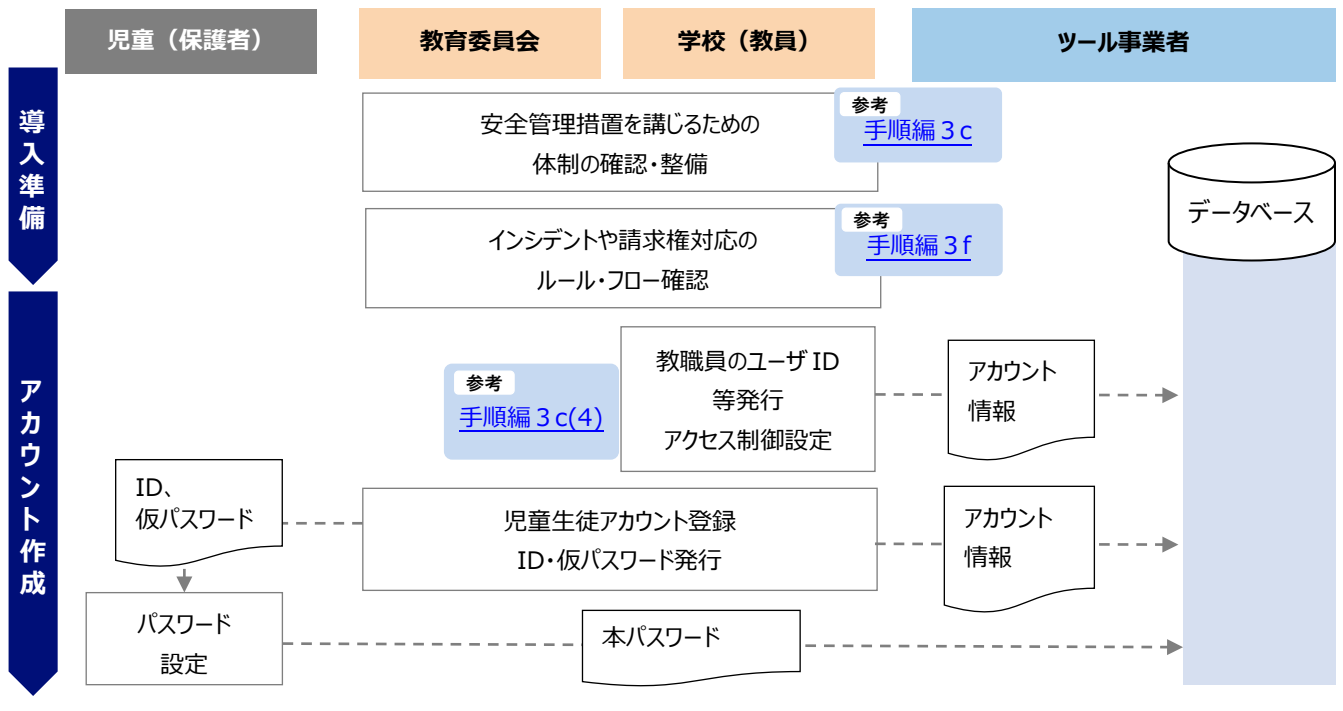 児童（保護者）
教育委員会
学校（教員）
ツール事業者
導入準備
安全管理措置を講じるための
体制の確認・整備
参考
手順編３c
データベース
インシデントや請求権対応の
ルール・フロー確認
参考
手順編３f
アカウント作成
教職員のユーザ ID
等発行
アクセス制御設定
参考
手順編３c(4)
アカウント
情報
ID、
仮パスワード
児童生徒アカウント登録
ID・仮パスワード発行
アカウント
情報
パスワード
設定
本パスワード